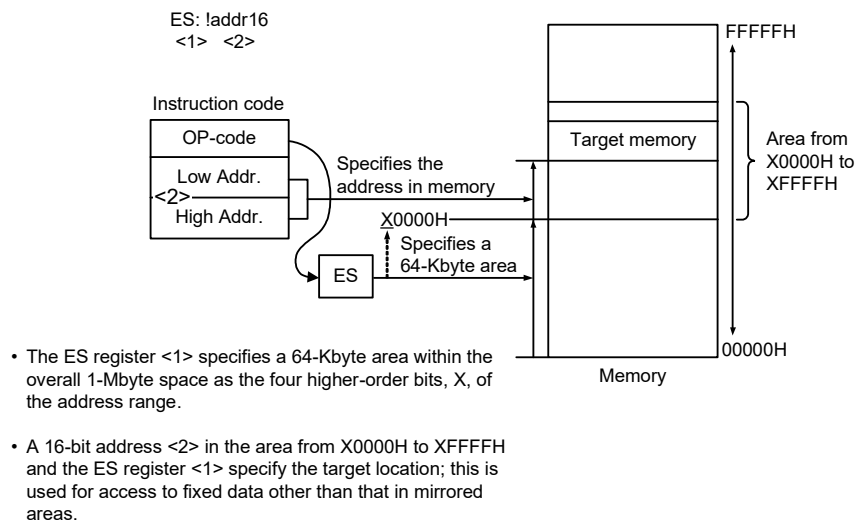 ES: !addr16
<1> <2>
FFFFFH
Instruction code
OP-code
Low Addr.
<2>
High Addr.
Specifies the
address in memory
Target memory
Area from
X0000H to
XFFFFH
X0000H
Specifies a
64-Kbyte area
ES
00000H
Memory
• The ES register <1> specifies a 64-Kbyte area within the
overall 1-Mbyte space as the four higher-order bits, X, of
the address range.
• A 16-bit address <2> in the area from X0000H to XFFFFH
and the ES register <1> specify the target location; this is
used for access to fixed data other than that in mirrored
areas.